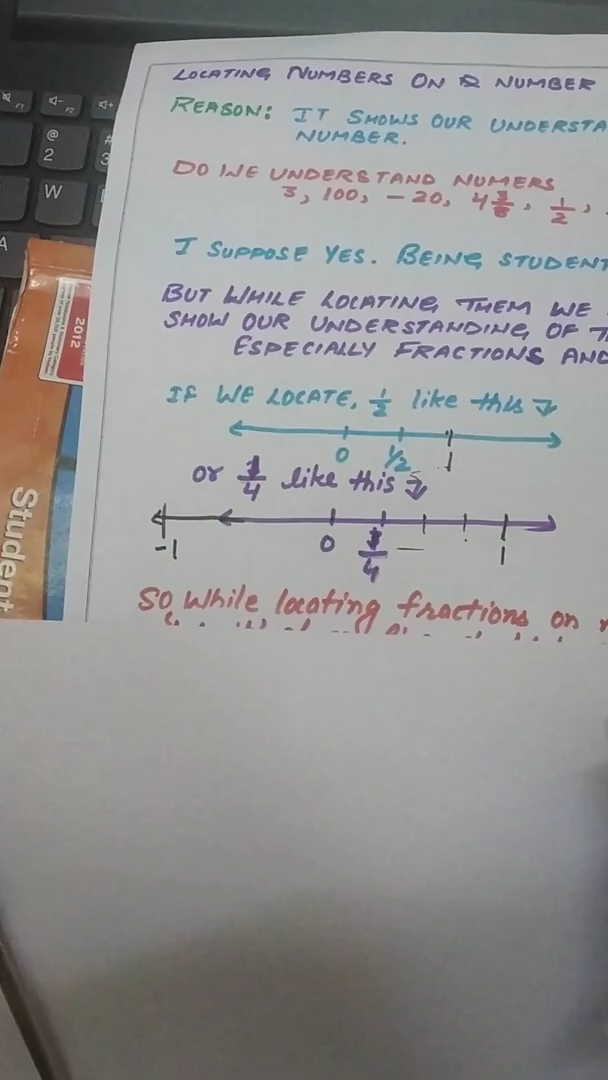 LOCATING NUMBERS ON A NUMBER
REASON: IT SHOWS OUR
NUMBER.
DO WE UNDERSTAND NUMERS
3, 100, -20, 4 3/8, 1/2,
I SUPPOSE YES. BEING STUDENT
BUT WHILE LOCATING THEM WE
SHOW OUR UNDERSTANDING OF
ESPECIALLY FRACTIONS AND
IF WE LOCATE, 1/2 like this
0 1/2 1
or 1/4 like this
-1 0 1/4 1
SO while locating fractions on
Student
2012
@
2
3
W
A
F1
F2